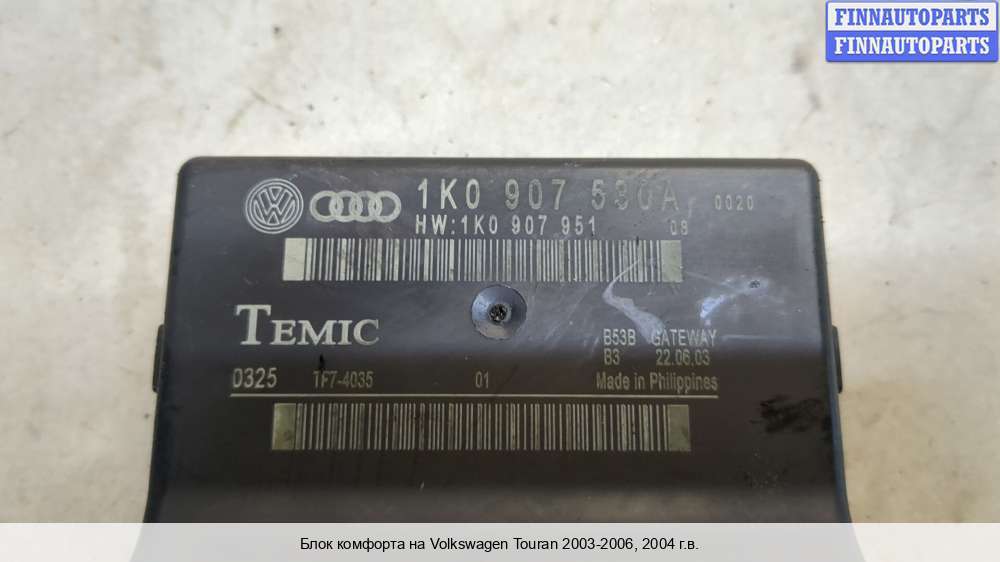 FINNAUTOPARTS
FINNAUTOPARTS
1K0 907 530A 0020
HW:1K0 907 951 08
TEMIC
B53B GATEWAY
B3 22.06.03
0325 1F7-4035 01 Made in Philippines
Блок комфорта на Volkswagen Touran 2003-2006, 2004 г.в.